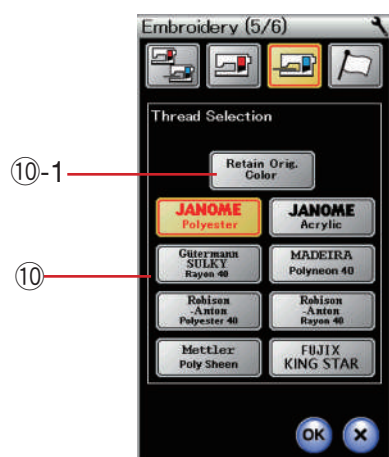 Embroidery (5/6)
Thread Selection
⑩-1
Retain Orig.
Color
JANOME
Polyester
JANOME
Acrylic
Gütermann
SULKY
Rayon 40
MADEIRA
Polyneon 40
⑩
Robison
-Anton
Polyester 40
Robison
-Anton
Rayon 40
Mettler
Poly Sheen
FUJIX
KING STAR
OK
X